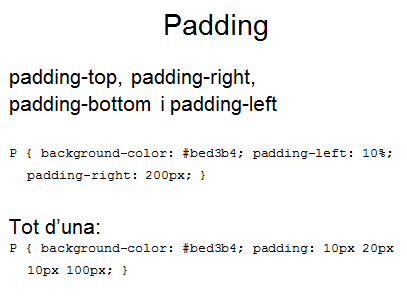 Padding
padding-top, padding-right,
padding-bottom i padding-left
P { background-color: #bed3b4; padding-left: 10%;
padding-right: 200px; }
Tot d'una:
P { background-color: #bed3b4; padding: 10px 20px
10px 100px; }